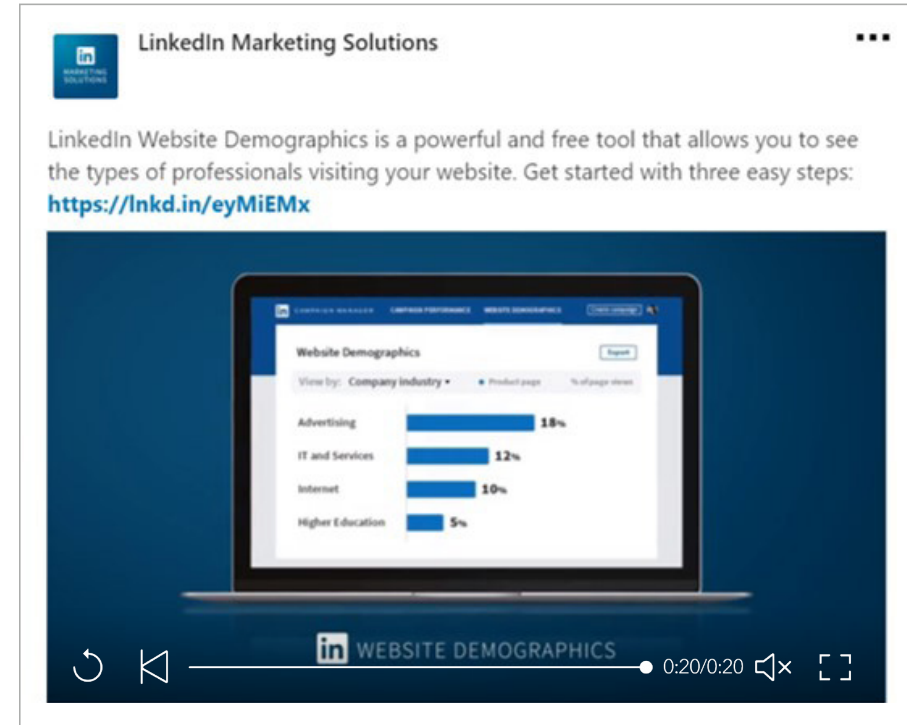 LinkedIn Marketing Solutions
in
MARKETING
SOLUTIONS
LinkedIn Website Demographics is a powerful and free tool that allows you to see
the types of professionals visiting your website. Get started with three easy steps:
https://lnkd.in/eyMiEMx
in CAMPAIGN MANAGER CAMPAIGN PERFORMANCE WEBSITE DEMOGRAPHICS Create campaign
Website Demographics Export
View by: Company industry Product page % of page views
Advertising 18%
IT and Services 12%
Internet 10%
Higher Education 5%
in WEBSITE DEMOGRAPHICS
0:20/0:20